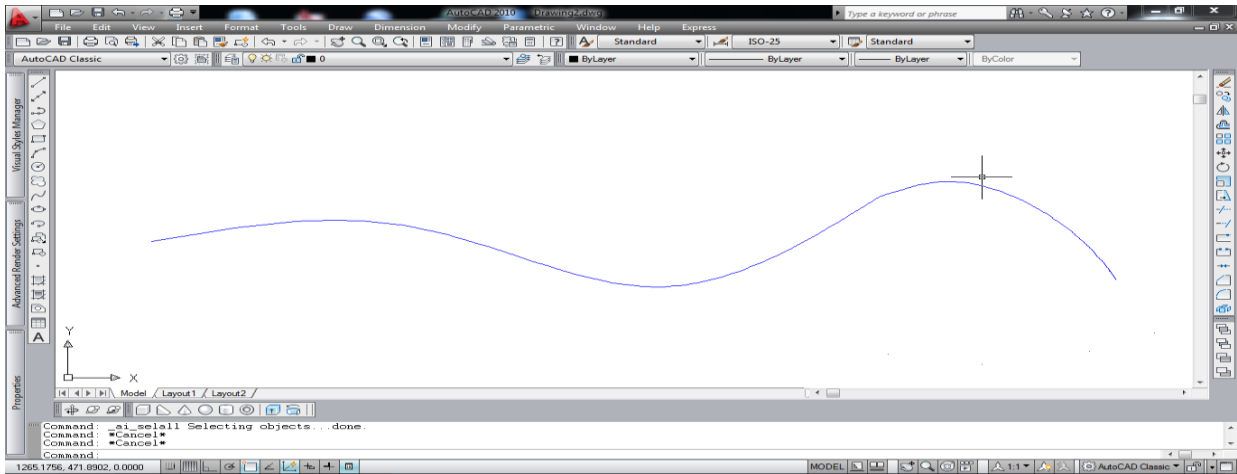 AutoCAD 2010 Drawing2.dwg
Type a keyword or phrase
File Edit View Insert Format Tools Draw Dimension Modify Parametric Window Help Express
Standard ISO-25 Standard
AutoCAD Classic 0 ByLayer ByLayer ByLayer ByColor
Visual Styles Manager
Advanced Render Settings
Properties
A
Y
X
Model Layout1 Layout2
Command: _ai_selall Selecting objects...done.
Command: *Cancel*
Command: *Cancel*
Command:
1265.1756, 471.8902, 0.0000 MODEL 1:1 AutoCAD Classic